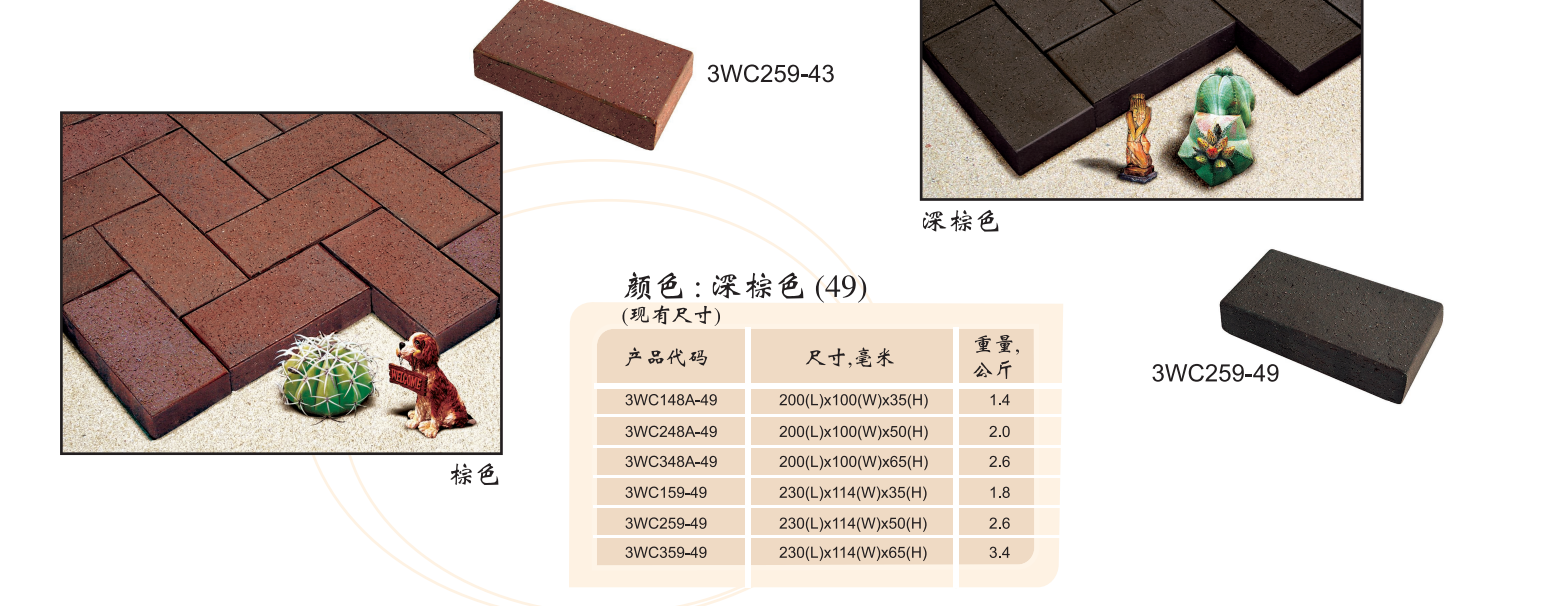 3WC259-43
深棕色
棕色
WELCOME
颜色 : 深棕色 (49)
(现有尺寸)
产品代码 尺寸,毫米 重量,
公斤
3WC148A-49 200(L)x100(W)x35(H) 1.4
3WC248A-49 200(L)x100(W)x50(H) 2.0
3WC348A-49 200(L)x100(W)x65(H) 2.6
3WC159-49 230(L)x114(W)x35(H) 1.8
3WC259-49 230(L)x114(W)x50(H) 2.6
3WC359-49 230(L)x114(W)x65(H) 3.4
3WC259-49